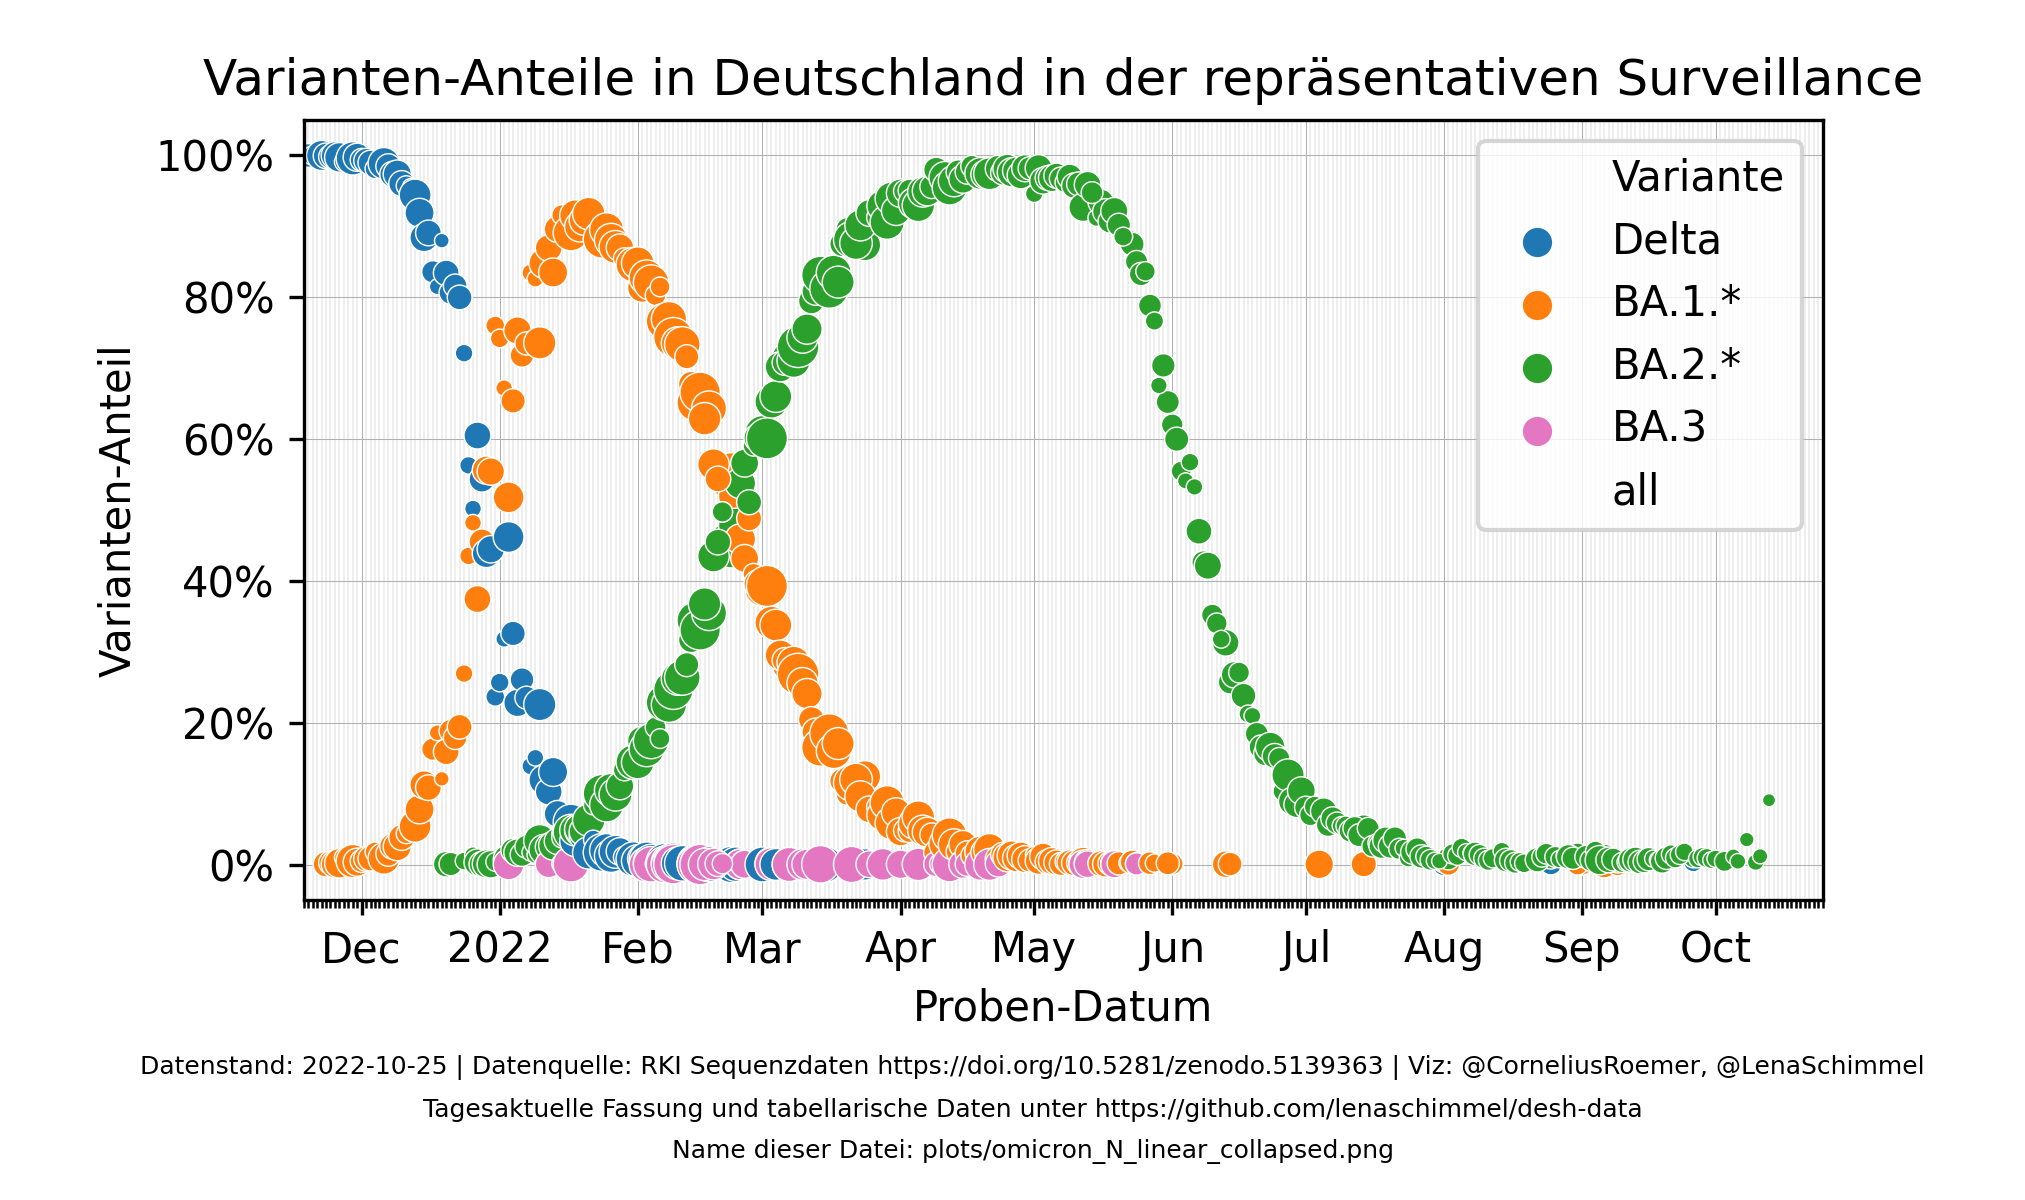 Varianten-Anteile in Deutschland in der repräsentativen Surveillance
Varianten-Anteil
100%
80%
60%
40%
20%
0%
Variante
Delta
BA.1.*
BA.2.*
BA.3
all
Dec 2022 Feb Mar Apr May Jun Jul Aug Sep Oct
Proben-Datum
Datenstand: 2022-10-25 | Datenquelle: RKI Sequenzdaten https://doi.org/10.5281/zenodo.5139363 | Viz: @CorneliusRoemer, @LenaSchimmel
Tagesaktuelle Fassung und tabellarische Daten unter https://github.com/lenaschimmel/desh-data
Name dieser Datei: plots/omicron_N_linear_collapsed.png